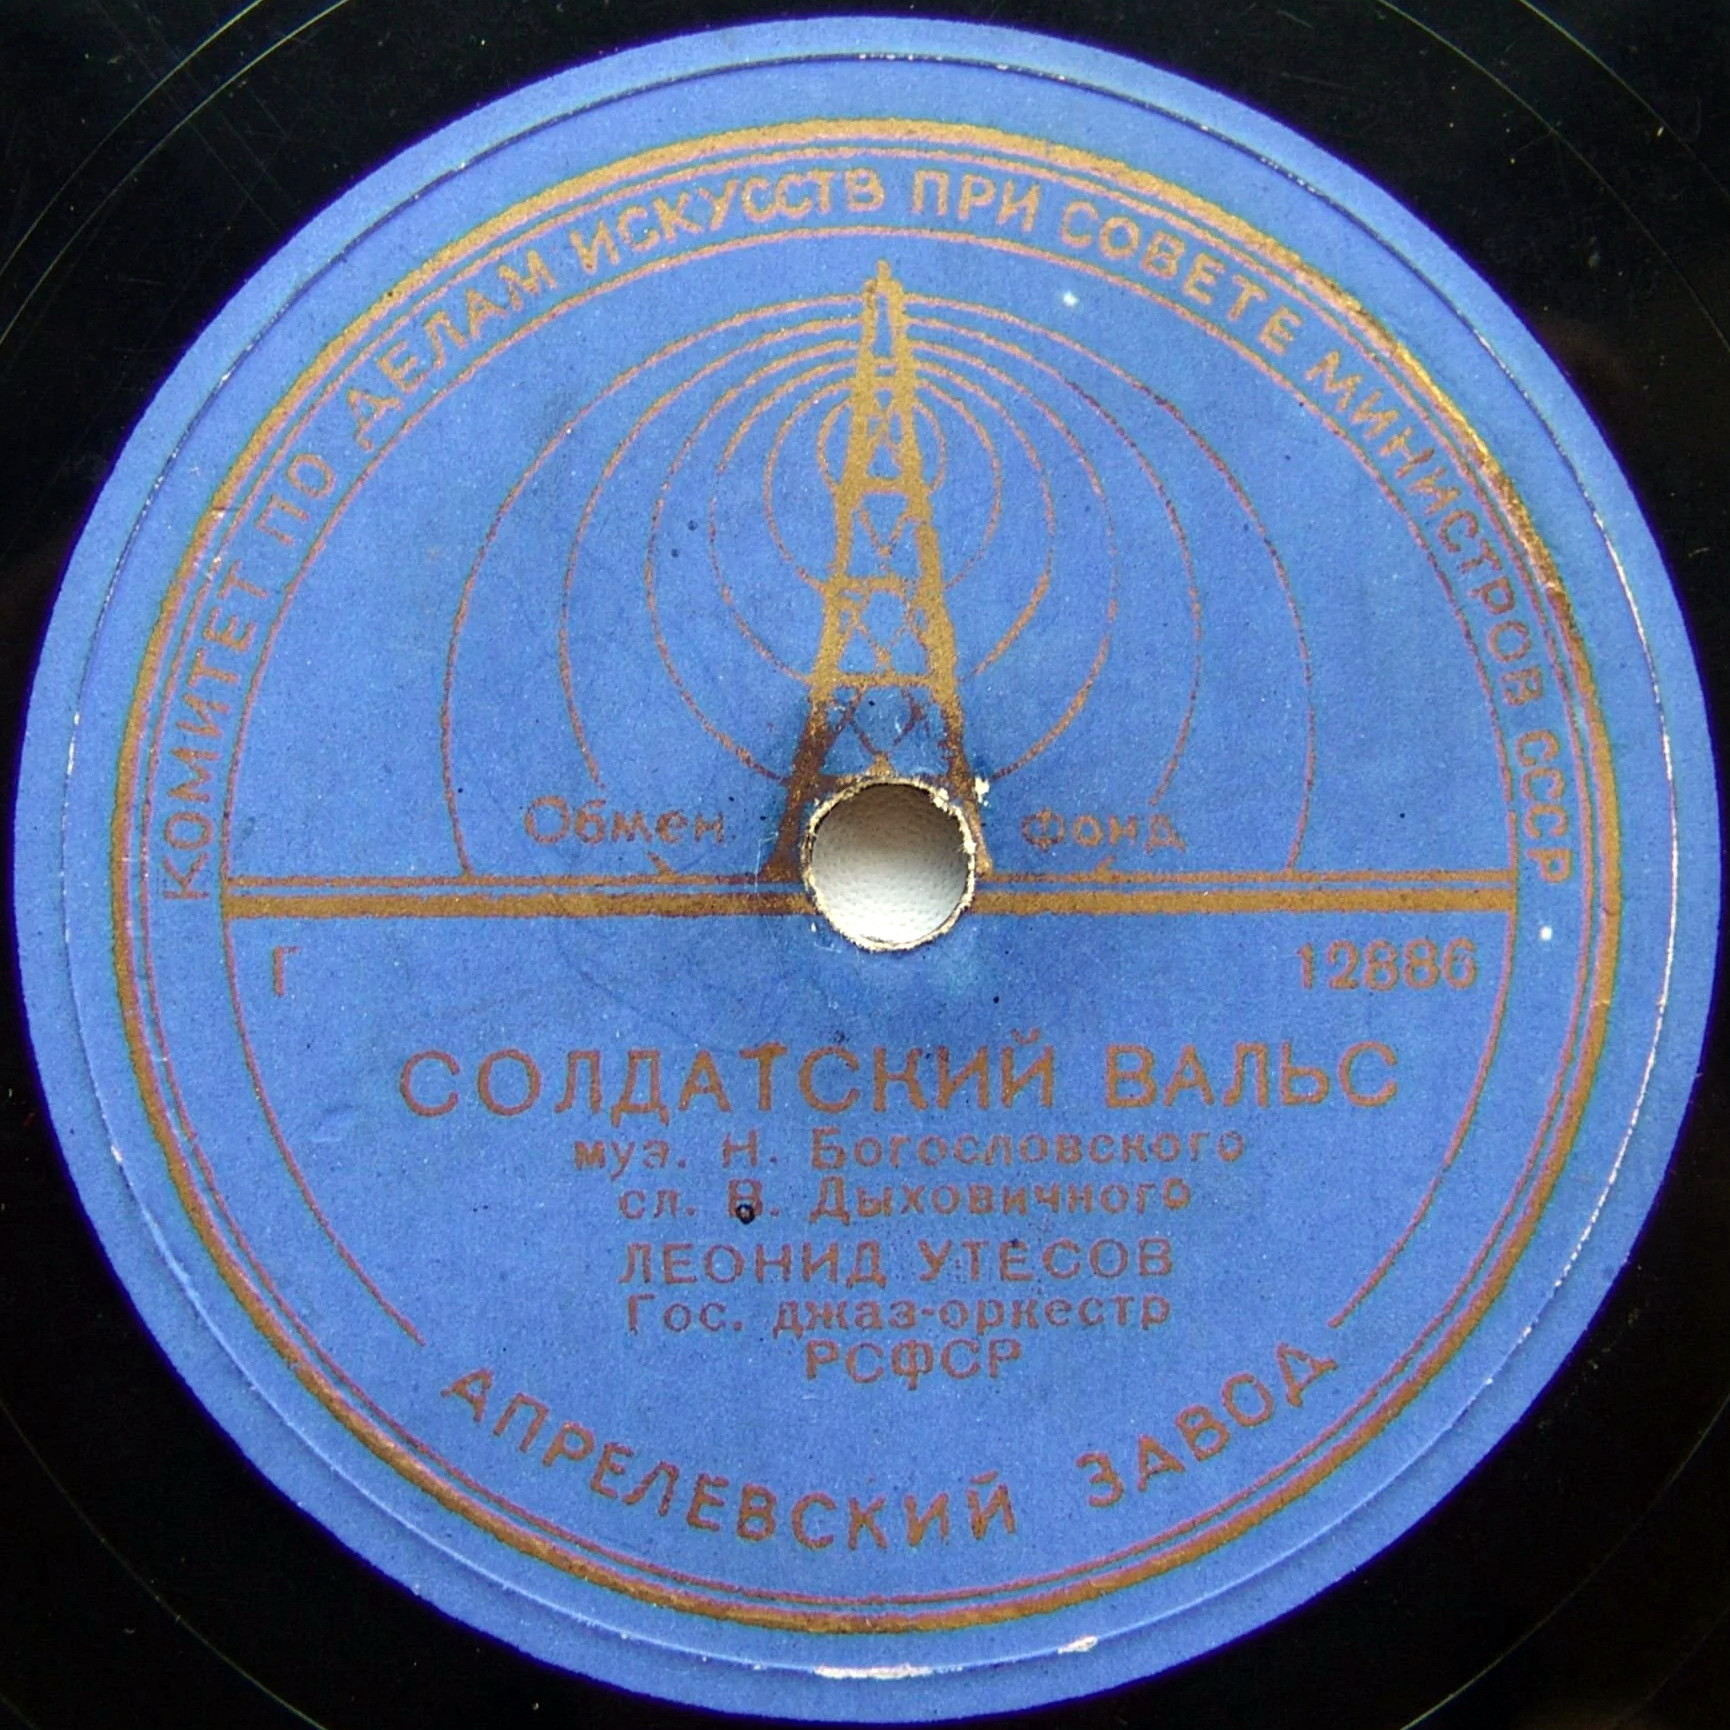 КОМИТЕТ ПО ДЕЛАМ ИСКУССТВ ПРИ СОВЕТЕ МИНИСТРОВ СССР
Обмен фонд
Г 12886
СОЛДАТСКИЙ ВАЛЬС
муз. Н. Богословского
сл. В. Дыховичного
ЛЕОНИД УТЕСОВ
Гос. джаз-оркестр
РСФСР
АПРЕЛЕВСКИЙ ЗАВОД